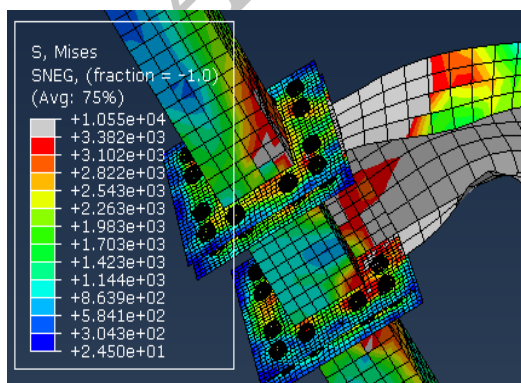 S, Mises
SNEG, (fraction = -1.0)
(Avg: 75%)
+1.055e+04
+3.382e+03
+3.102e+03
+2.822e+03
+2.543e+03
+2.263e+03
+1.983e+03
+1.703e+03
+1.423e+03
+1.144e+03
+8.639e+02
+5.841e+02
+3.043e+02
+2.450e+01